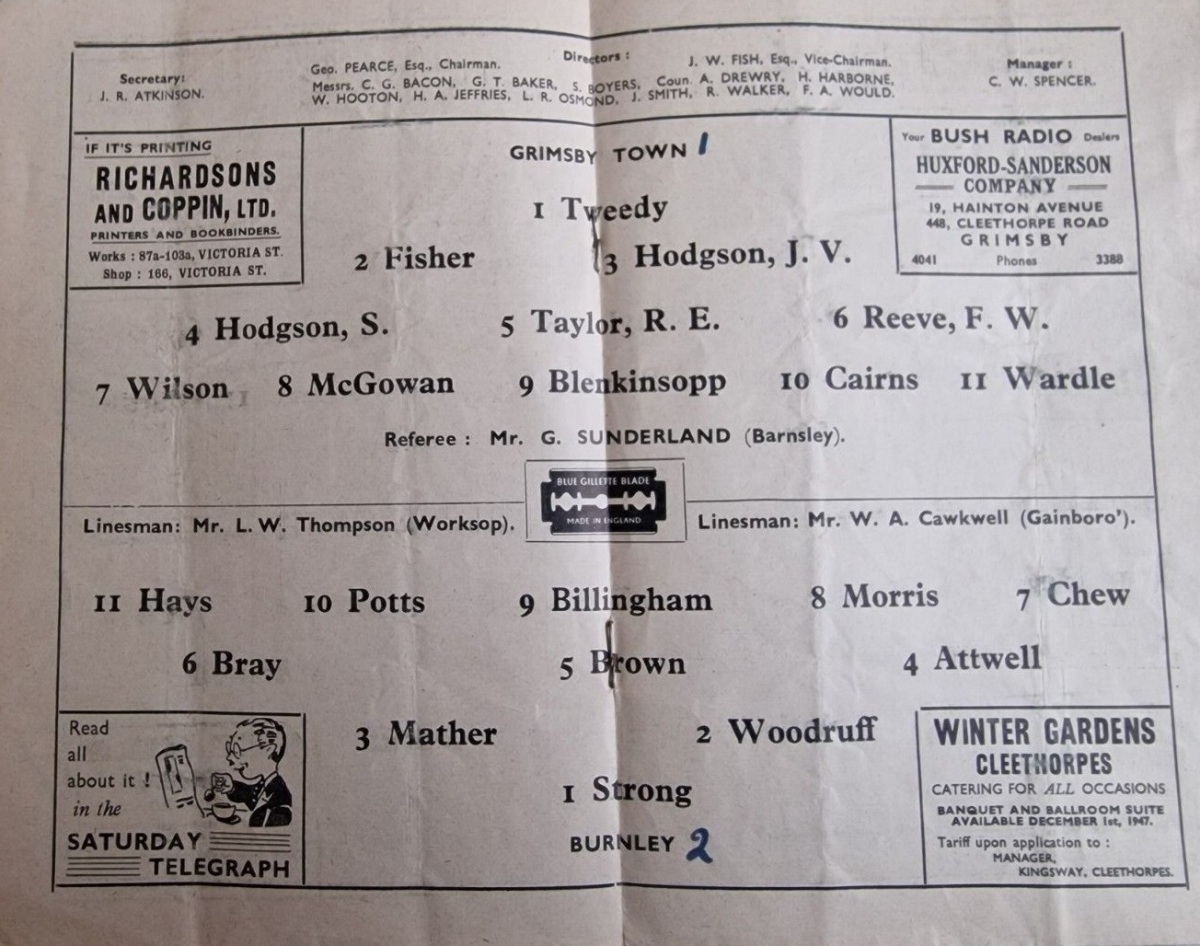 Secretary:
J. R. ATKINSON.
Directors :
Geo. PEARCE, Esq., Chairman. J. W. FISH, Esq., Vice-Chairman.
Messrs. C. G. BACON, G. T. BAKER, S. BOYERS, Coun. A. DREWRY, H. HARBORNE,
W. HOOTON, H. A. JEFFRIES, L. R. OSMOND, J. SMITH, R. WALKER, F. A. WOULD.
Manager :
C. W. SPENCER.
IF IT'S PRINTING
RICHARDSONS
AND COPPIN, LTD.
PRINTERS AND BOOKBINDERS.
Works : 87a-103a, VICTORIA ST.
Shop : 166, VICTORIA ST.
GRIMSBY TOWN 1
1 Tweedy
2 Fisher 3 Hodgson, J. V.
Your BUSH RADIO Dealers
HUXFORD-SANDERSON
COMPANY
19, HAINTON AVENUE
448, CLEETHORPE ROAD
GRIMSBY
4041 Phones 3388
4 Hodgson, S. 5 Taylor, R. E. 6 Reeve, F. W.
7 Wilson 8 McGowan 9 Blenkinsopp 10 Cairns 11 Wardle
Referee : Mr. G. SUNDERLAND (Barnsley).
BLUE GILLETTE BLADE
MADE IN ENGLAND
Linesman: Mr. L. W. Thompson (Worksop). Linesman: Mr. W. A. Cawkwell (Gainboro').
11 Hays 10 Potts 9 Billingham 8 Morris 7 Chew
6 Bray 5 Brown 4 Attwell
3 Mather 2 Woodruff
1 Strong
BURNLEY 2
Read
all
about it !
in the
SATURDAY
TELEGRAPH
WINTER GARDENS
CLEETHORPES
CATERING FOR ALL OCCASIONS
BANQUET AND BALLROOM SUITE
AVAILABLE DECEMBER 1st, 1947.
Tariff upon application to :
MANAGER,
KINGSWAY, CLEETHORPES.